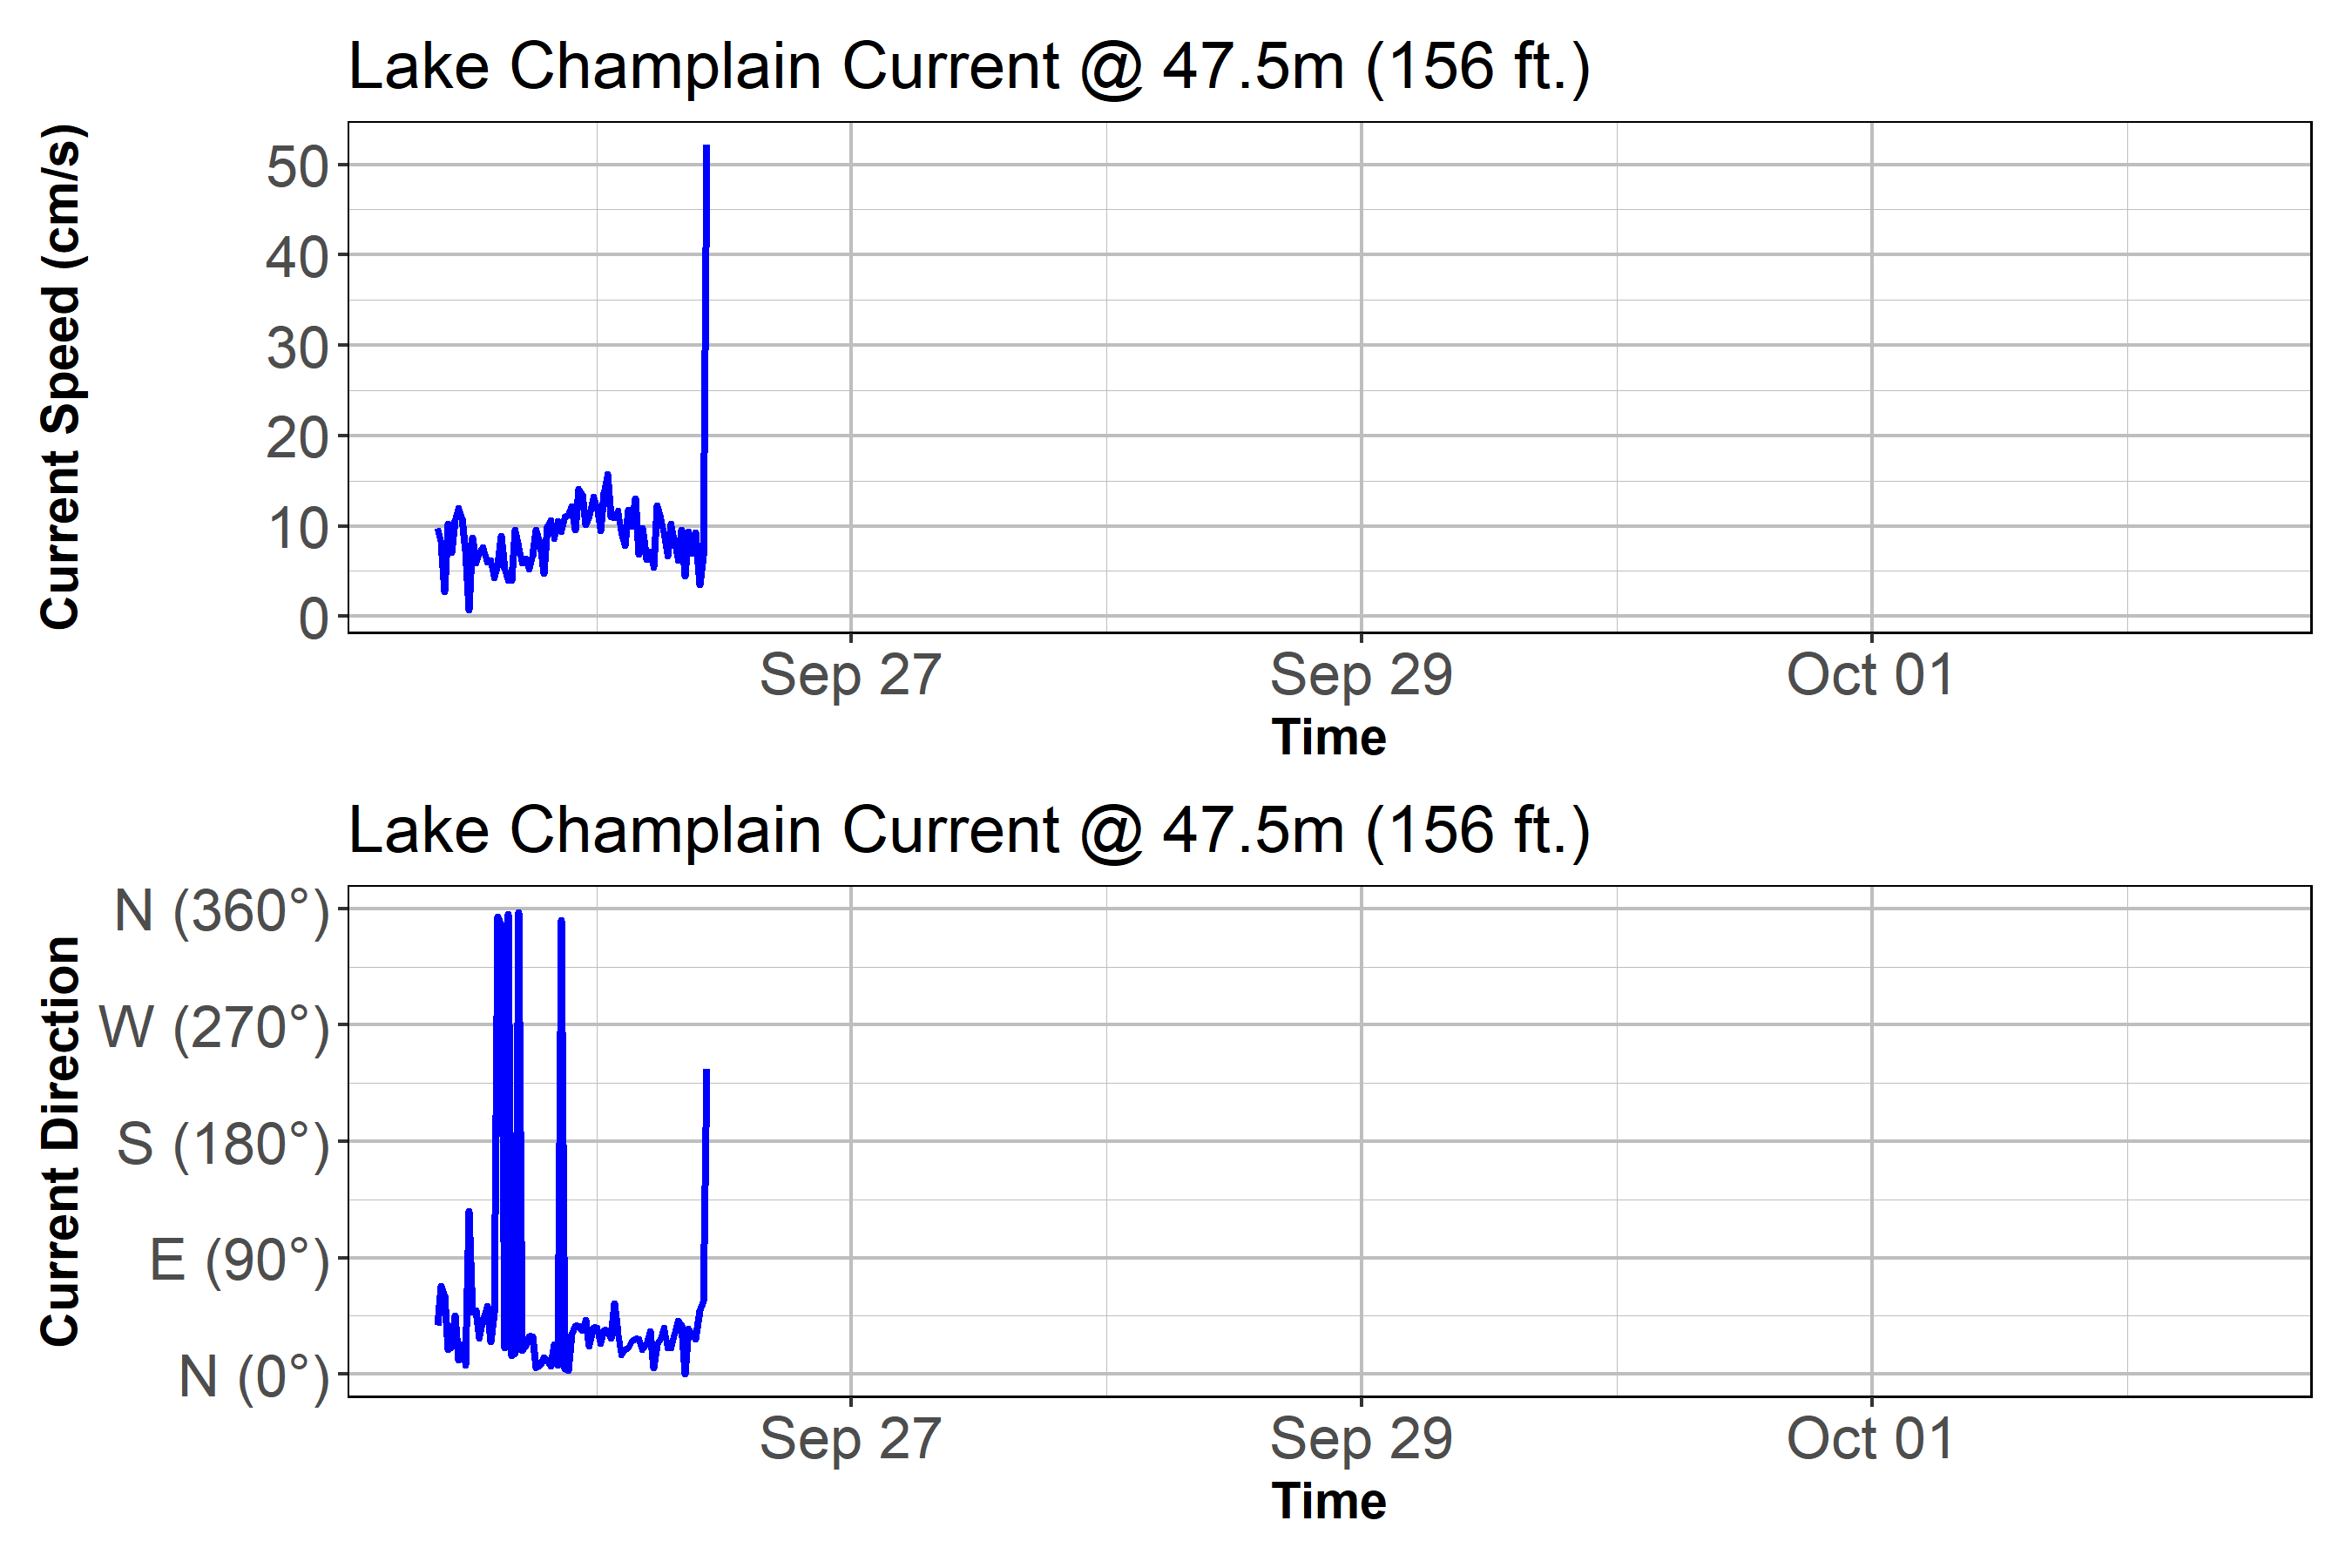 Lake Champlain Current @ 47.5m (156 ft.)
Current Speed (cm/s)
50
40
30
20
10
0
Sep 27 Sep 29 Oct 01
Time
Lake Champlain Current @ 47.5m (156 ft.)
Current Direction
N (360°)
W (270°)
S (180°)
E (90°)
N (0°)
Sep 27 Sep 29 Oct 01
Time